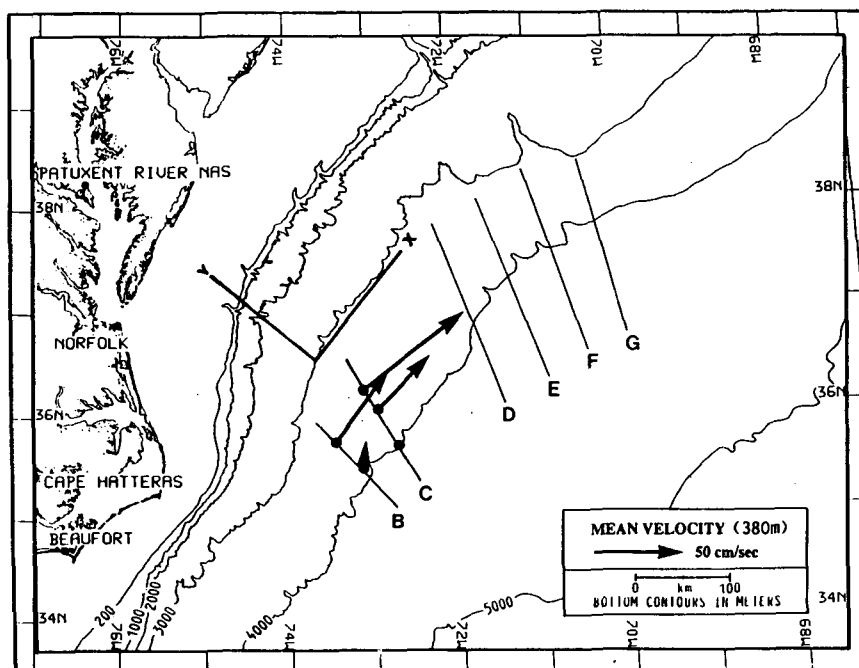 76W
74W
72W
70W
68W
PATUXENT RIVER NAS
38N
38N
Y
X
NORFOLK
G
F
E
D
36N
36N
CAPE HATTERAS
C
B
BEAUFORT
MEAN VELOCITY (380m)
50 cm/sec
0 km 100
BOTTOM CONTOURS IN METERS
34N
34N
200
1000
2000
3000
4000
5000
76W
74W
72W
70W
68W